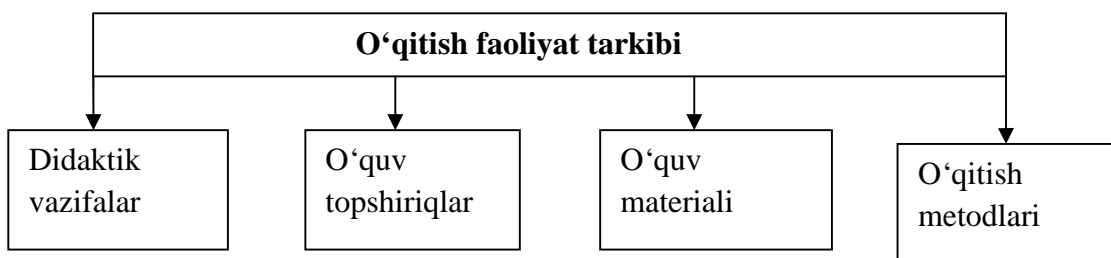 O‘qitish faoliyat tarkibi
Didaktik
vazifalar
O‘quv
topshiriqlar
O‘quv
materiali
O‘qitish
metodlari